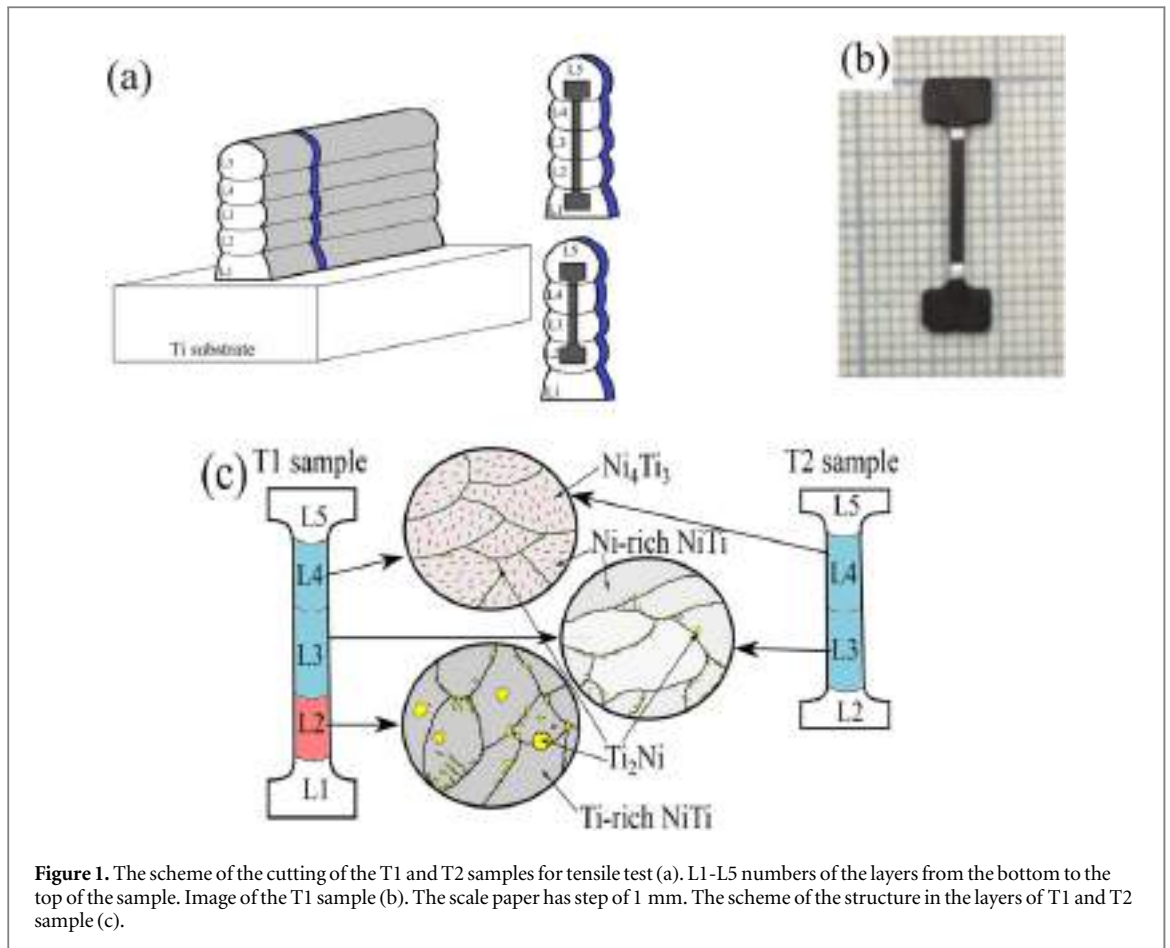 (a)
L5
L4
L2
L1
Ti substrate
L5
L4
L3
L2
L5
L4
(b)
(c) T1 sample
L5
L4
L3
L2
L1
Ni₄Ti₃
Ni-rich NiTi
Ti₂Ni
Ti-rich NiTi
T2 sample
L5
L4
L3
L2
Figure 1. The scheme of the cutting of the T1 and T2 samples for tensile test (a). L1-L5 numbers of the layers from the bottom to the
top of the sample. Image of the T1 sample (b). The scale paper has step of 1 mm. The scheme of the structure in the layers of T1 and T2
sample (c).